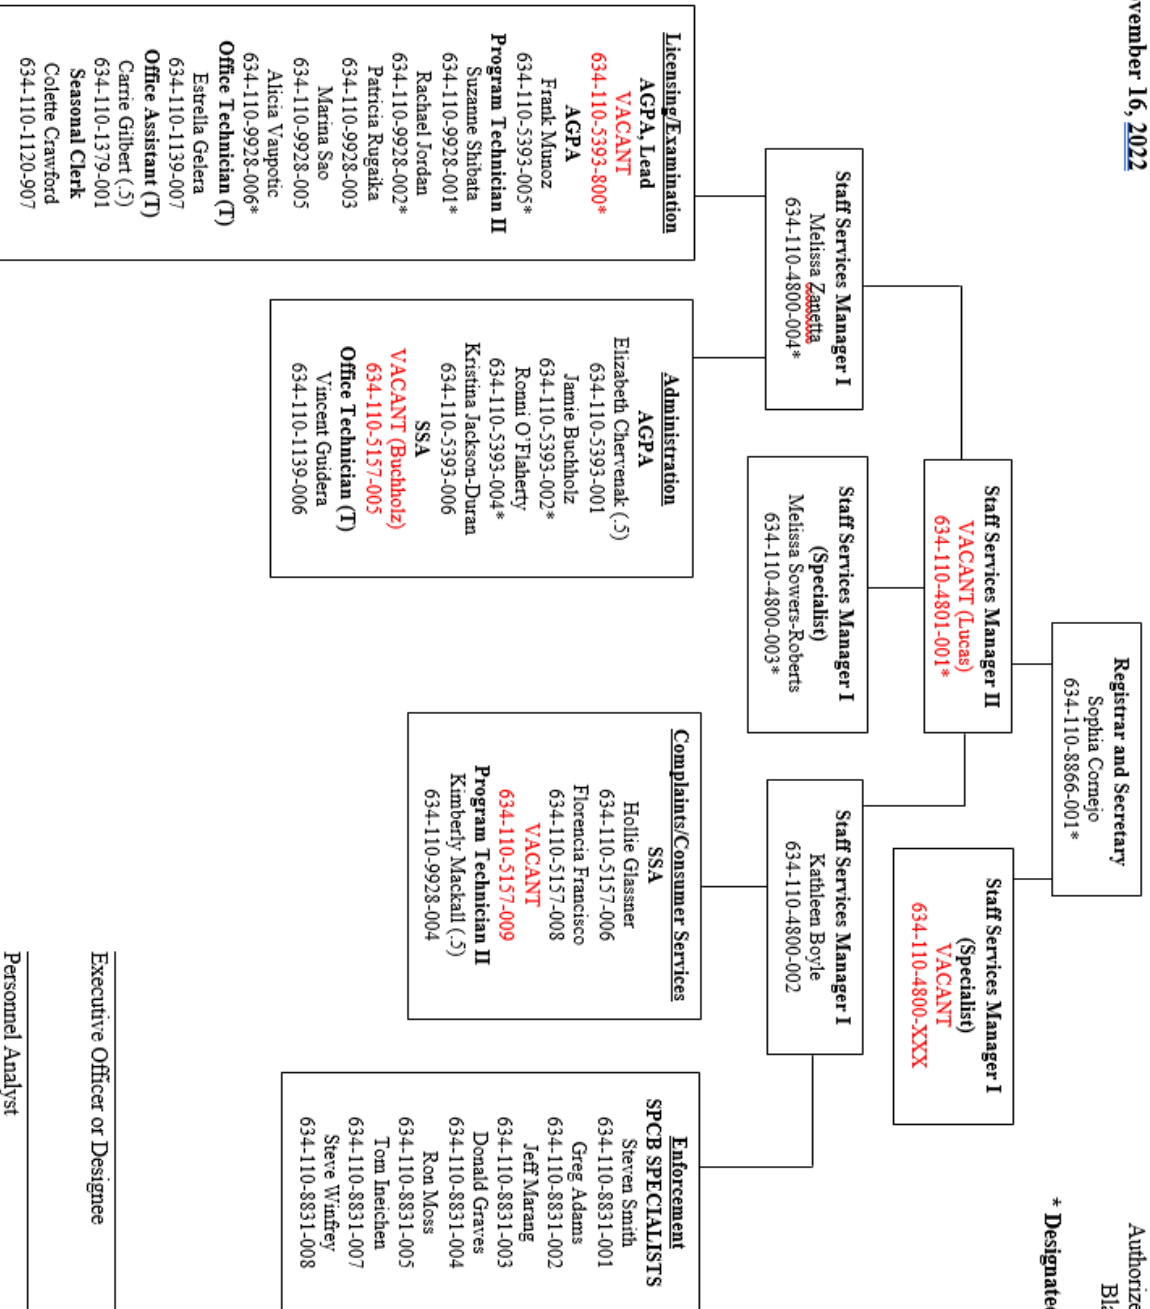 vember 16, 2022
Authorize
Bla
* Designate
Registrar and Secretary
Sophia Cornejo
634-110-8866-001*
Staff Services Manager II
VACANT (Lucas)
634-110-4801-001*
Staff Services Manager I
(Specialist)
VACANT
634-110-4800-XXX
Staff Services Manager I
Melissa Zanetta
634-110-4800-004*
Staff Services Manager I
(Specialist)
Melissa Sowers-Roberts
634-110-4800-003*
Staff Services Manager I
Kathleen Boyle
634-110-4800-002
Licensing/Examination
AGPA, Lead
VACANT
634-110-5393-800*
AGPA
Frank Munoz
634-110-5393-005*
Program Technician II
Suzanne Shibata
634-110-9928-001*
Rachael Jordan
634-110-9928-002*
Patricia Rugaika
634-110-9928-003
Marina Sao
634-110-9928-005
Alicia Vaupotic
634-110-9928-006*
Office Technician (T)
Estrella Gelera
634-110-1139-007
Office Assistant (T)
Carrie Gilbert (.5)
634-110-1379-001
Seasonal Clerk
Colette Crawford
634-110-1120-907
Administration
AGPA
Elizabeth Chervenak (.5)
634-110-5393-001
Jamie Buchholz
634-110-5393-002*
Ronni O'Flaherty
634-110-5393-004*
Kristina Jackson-Duran
634-110-5393-006
SSA
VACANT (Buchholz)
634-110-5157-005
Office Technician (T)
Vincent Guidera
634-110-1139-006
Complaints/Consumer Services
SSA
Hollie Glassner
634-110-5157-006
Florencia Francisco
634-110-5157-008
VACANT
634-110-5157-009
Program Technician II
Kimberly Mackall (.5)
634-110-9928-004
Enforcement
SPCB SPECIALISTS
Steven Smith
634-110-8831-001
Greg Adams
634-110-8831-002
Jeff Marang
634-110-8831-003
Donald Graves
634-110-8831-004
Ron Moss
634-110-8831-005
Tom Ineichen
634-110-8831-007
Steve Winfrey
634-110-8831-008
Executive Officer or Designee
Personnel Analyst